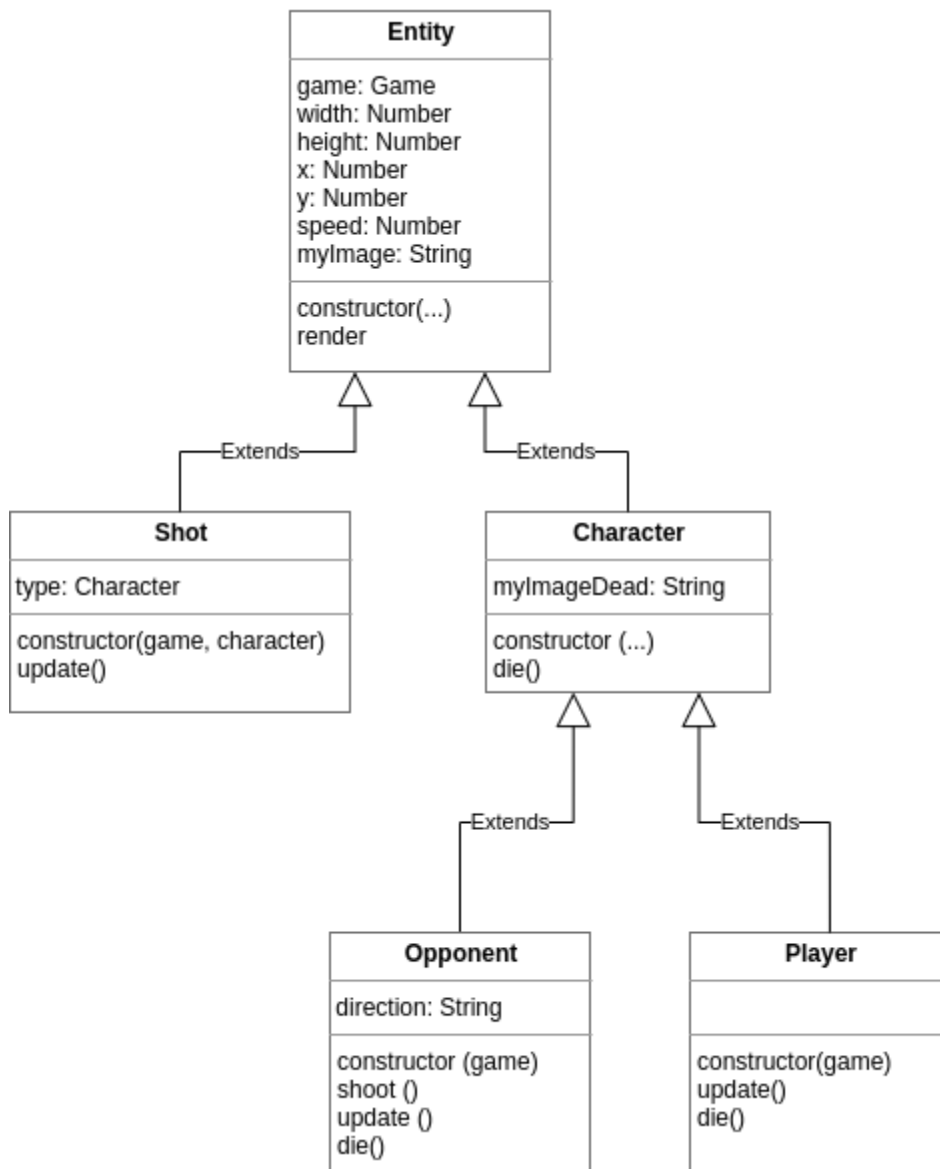 Entity
game: Game
width: Number
height: Number
x: Number
y: Number
speed: Number
myImage: String
constructor(...)
render
Extends
Extends
Shot
type: Character
constructor(game, character)
update()
Character
myImageDead: String
constructor (...)
die()
Extends
Extends
Opponent
direction: String
constructor (game)
shoot ()
update ()
die()
Player
constructor(game)
update()
die()